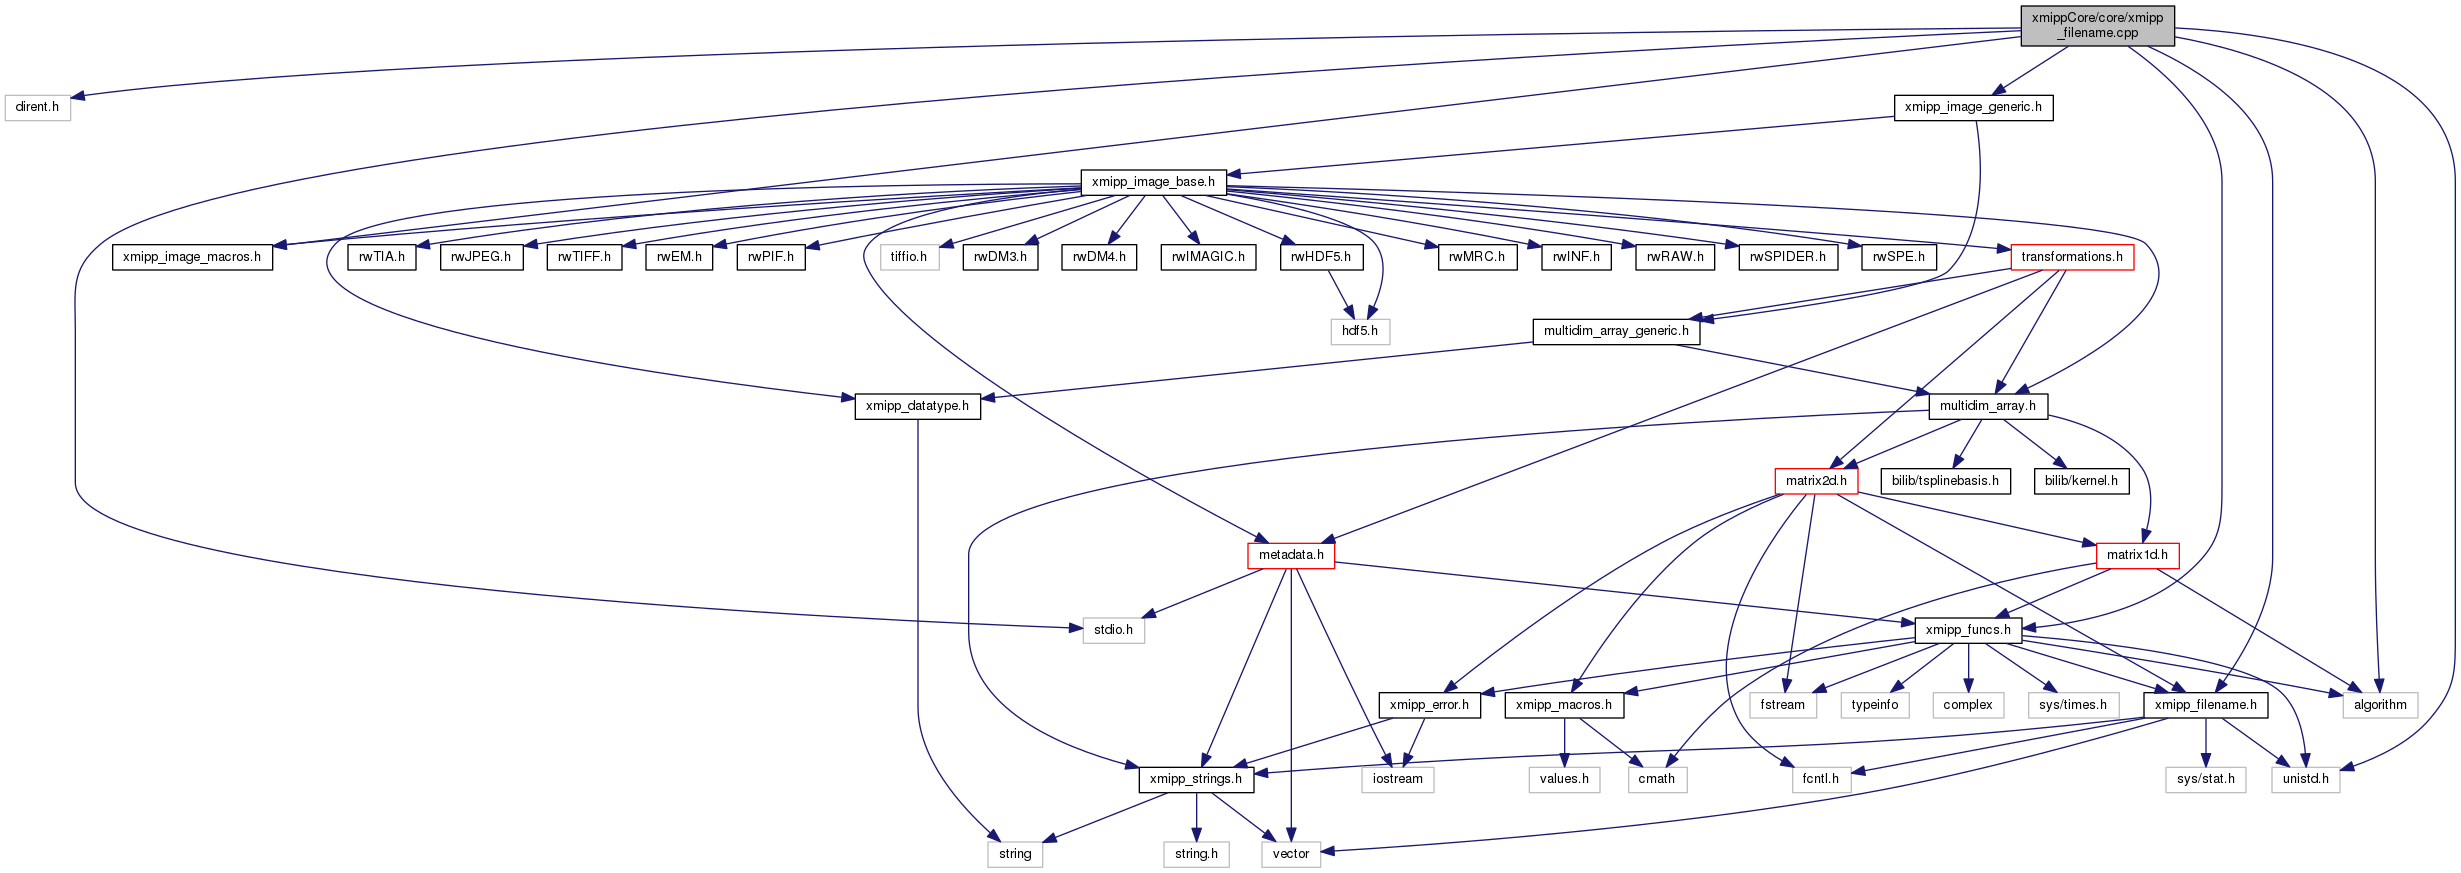 xmippCore/core/xmipp
_filename.cpp
dirent.h
xmipp_image_generic.h
xmipp_image_base.h
xmipp_image_macros.h
rwTIA.h
rwJPEG.h
rwTIFF.h
rwEM.h
rwPIF.h
tiffio.h
rwDM3.h
rwDM4.h
rwIMAGIC.h
rwHDF5.h
rwMRC.h
rwINF.h
rwRAW.h
rwSPIDER.h
rwSPE.h
transformations.h
hdf5.h
multidim_array_generic.h
xmipp_datatype.h
multidim_array.h
matrix2d.h
bilib/tsplinebasis.h
bilib/kernel.h
metadata.h
matrix1d.h
stdio.h
xmipp_funcs.h
xmipp_error.h
xmipp_macros.h
fstream
typeinfo
complex
sys/times.h
xmipp_filename.h
algorithm
xmipp_strings.h
iostream
values.h
cmath
fcntl.h
sys/stat.h
unistd.h
string
string.h
vector